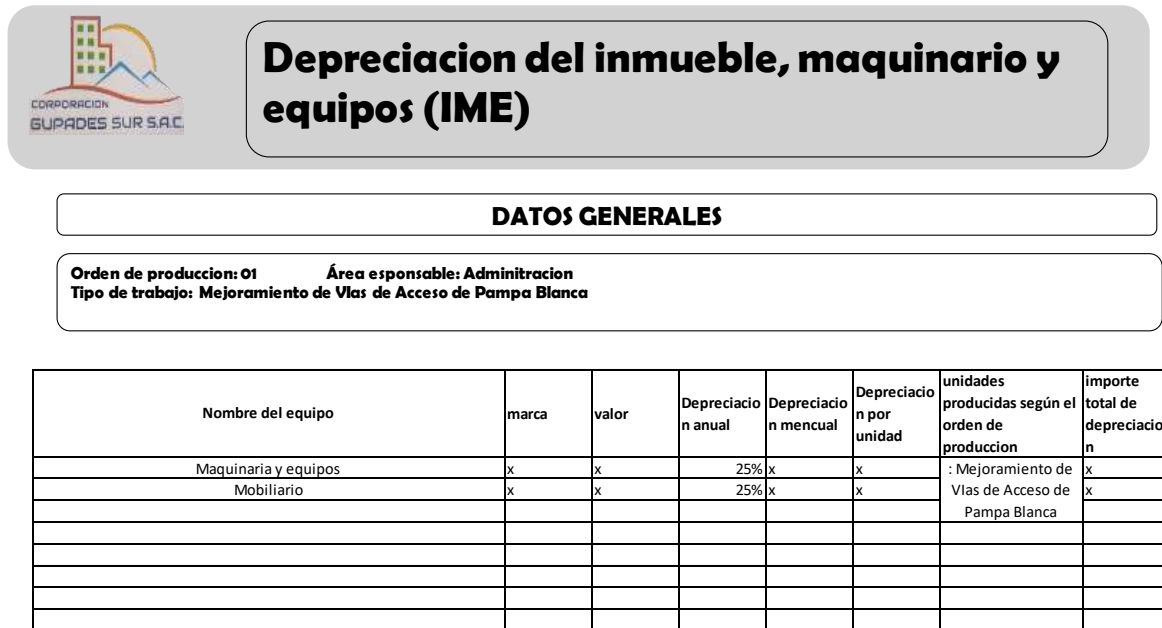 CORPORACION
GUPADES SUR S.A.C.
Depreciacion del inmueble, maquinario y
equipos (IME)
DATOS GENERALES
Orden de produccion: 01 Área esponsable: Adminitracion
Tipo de trabajo: Mejoramiento de VIas de Acceso de Pampa Blanca
Nombre del equipo
marca
valor
Depreciacio
n anual
Depreciacio
n mencual
Depreciacio
n por
unidad
unidades
producidas según el
orden de
produccion
importe
total de
depreciacio
n
Maquinaria y equipos x x 25% x x : Mejoramiento de x
Mobiliario x x 25% x x VIas de Acceso de x
Pampa Blanca